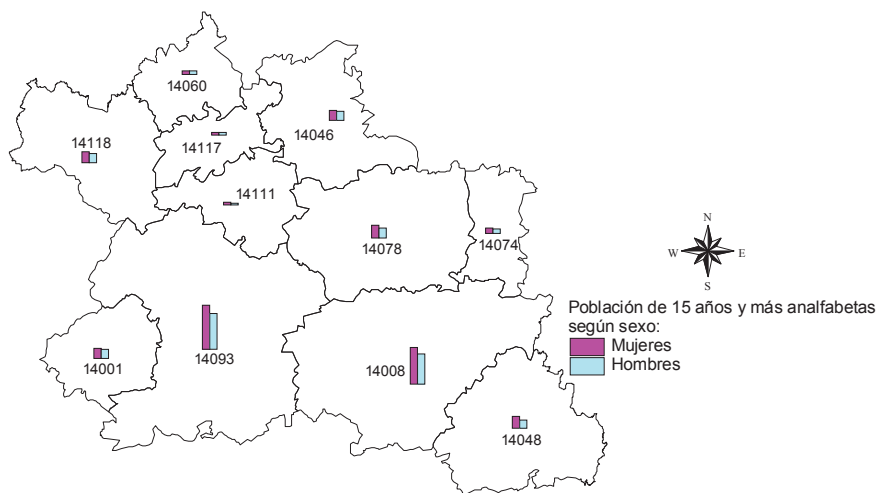 14060
14046
14118
14117
14111
14078
14074
N
W E
S
Población de 15 años y más analfabetas
según sexo:
Mujeres
Hombres
14001
14093
14008
14048